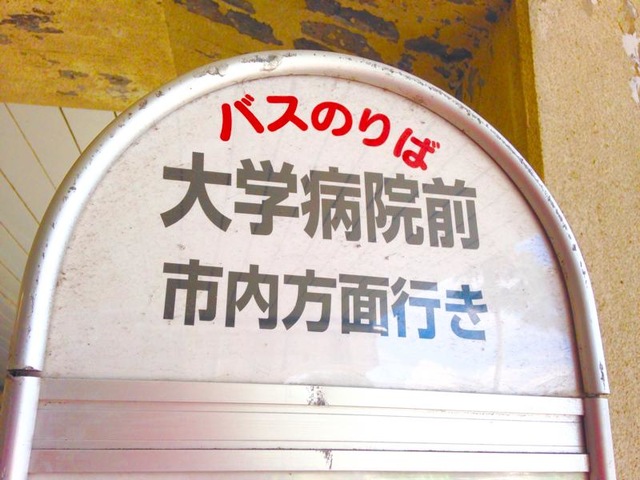 バスのりば
大学病院前
市内方面行き